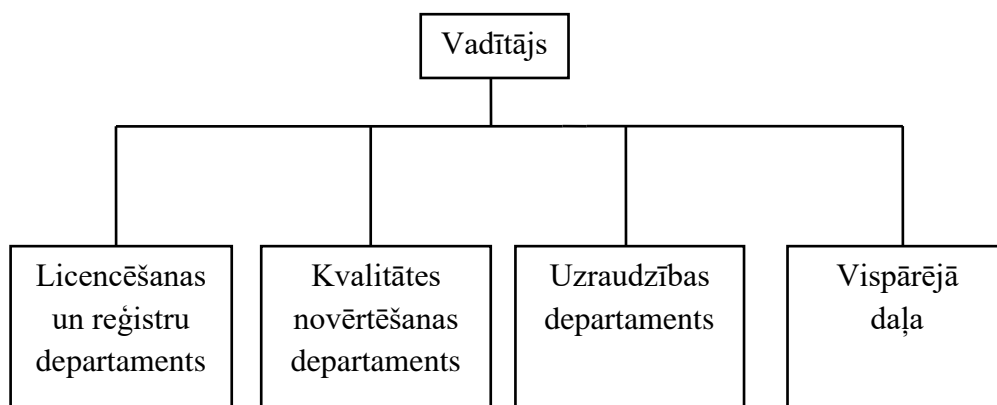 Vadītājs
Licencēšanas
un reģistru
departaments
Kvalitātes
novērtēšanas
departaments
Uzraudzības
departaments
Vispārējā
daļa